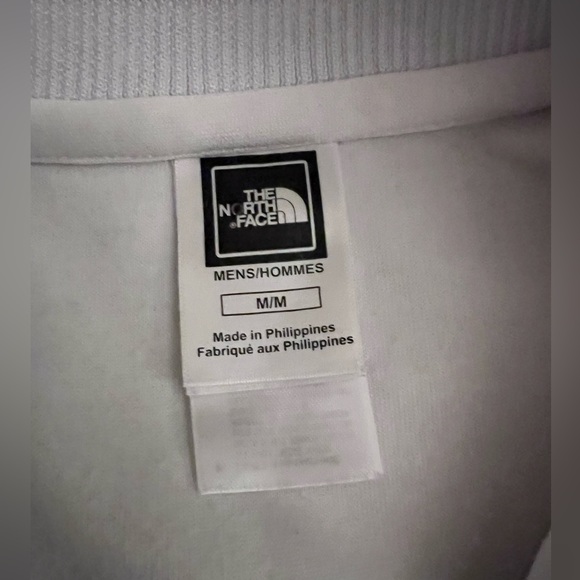 THE
NORTH
FACE
MENS/HOMMES
M/M
Made in Philippines
Fabriqué aux Philippines